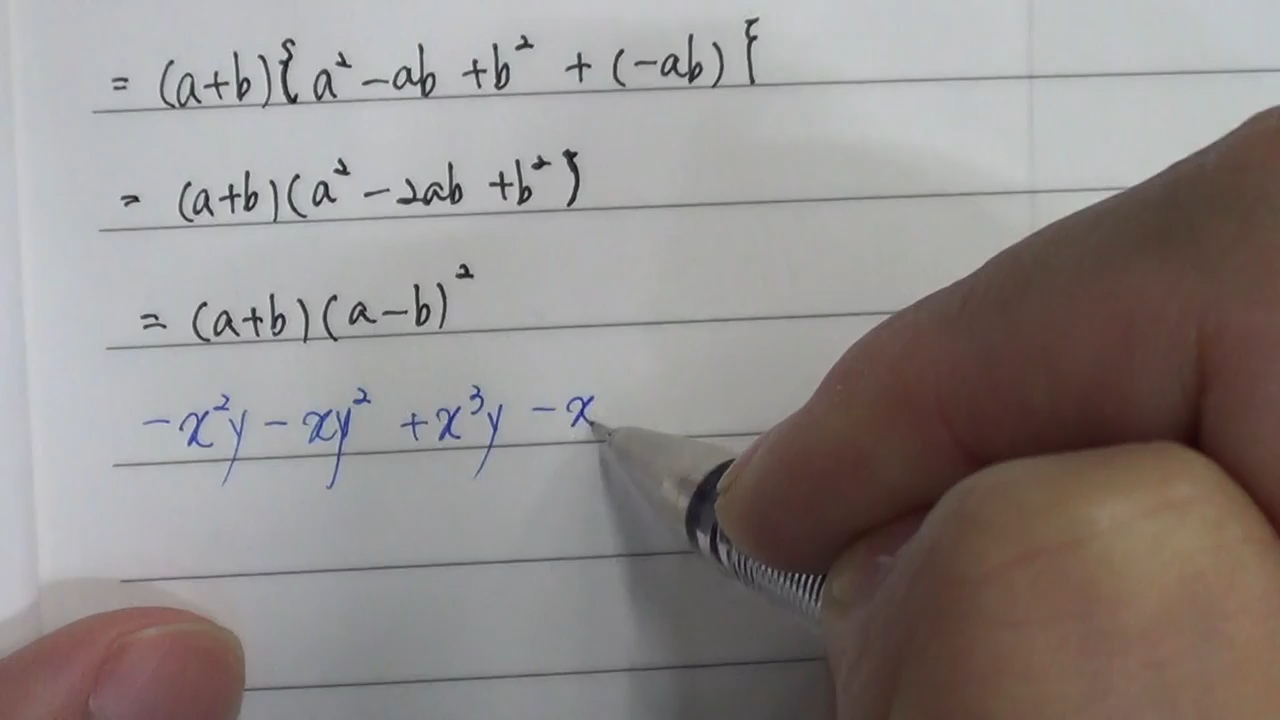 = (a+b){a² -ab +b² + (-ab)}
= (a+b)(a² -2ab +b²)
= (a+b)(a-b)²
-x²y - xy² + x³y - x